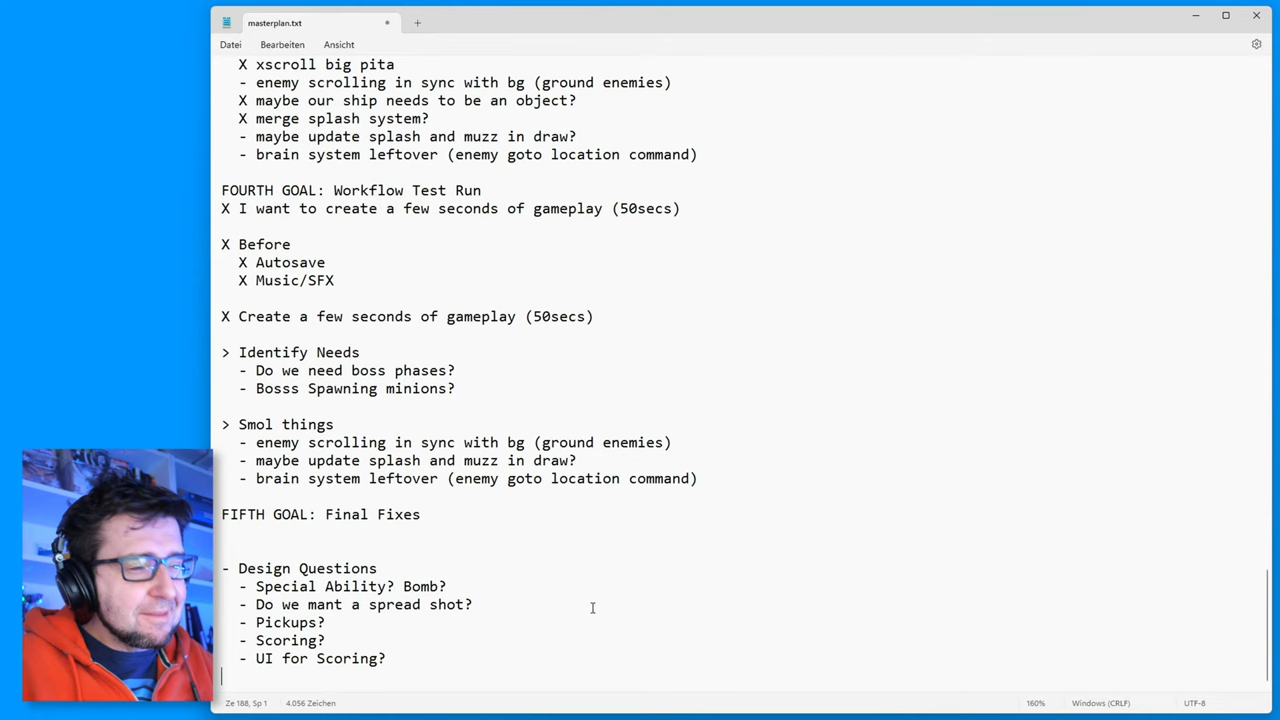 masterplan.txt
Datei Bearbeiten Ansicht
X xscroll big pita
- enemy scrolling in sync with bg (ground enemies)
X maybe our ship needs to be an object?
X merge splash system?
- maybe update splash and muzz in draw?
- brain system leftover (enemy goto location command)
FOURTH GOAL: Workflow Test Run
X I want to create a few seconds of gameplay (50secs)
X Before
X Autosave
X Music/SFX
X Create a few seconds of gameplay (50secs)
> Identify Needs
- Do we need boss phases?
- Bosss Spawning minions?
> Smol things
- enemy scrolling in sync with bg (ground enemies)
- maybe update splash and muzz in draw?
- brain system leftover (enemy goto location command)
FIFTH GOAL: Final Fixes
- Design Questions
- Special Ability? Bomb?
- Do we want a spread shot?
- Pickups?
- Scoring?
- UI for Scoring?
Ze 188, Sp 1 4.056 Zeichen 160% Windows (CRLF) UTF-8